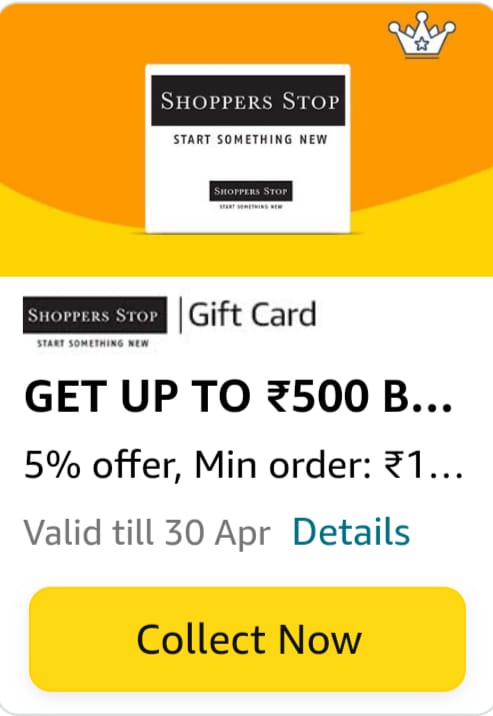 SHOPPERS STOP
START SOMETHING NEW
SHOPPERS STOP
START SOMETHING NEW
SHOPPERS STOP | Gift Card
START SOMETHING NEW
GET UP TO ₹500 B...
5% offer, Min order: ₹1...
Valid till 30 Apr Details
Collect Now